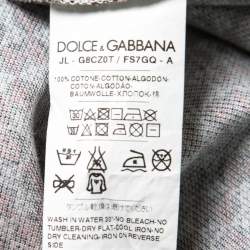 DOLCE & GABBANA
JL - G8CZ0T / FS7GQ - A
100% COTONE-COTTON-ALGODON-
COTON-ALGODÃO-
BAUMWOLLE-ХЛОПОК-棉
WASH IN WATER 30°-NO BLEACH-NO
TUMBLER-DRY FLAT-COOL IRON-NO
DRY CLEANING-IRON ON REVERSE
SIDE